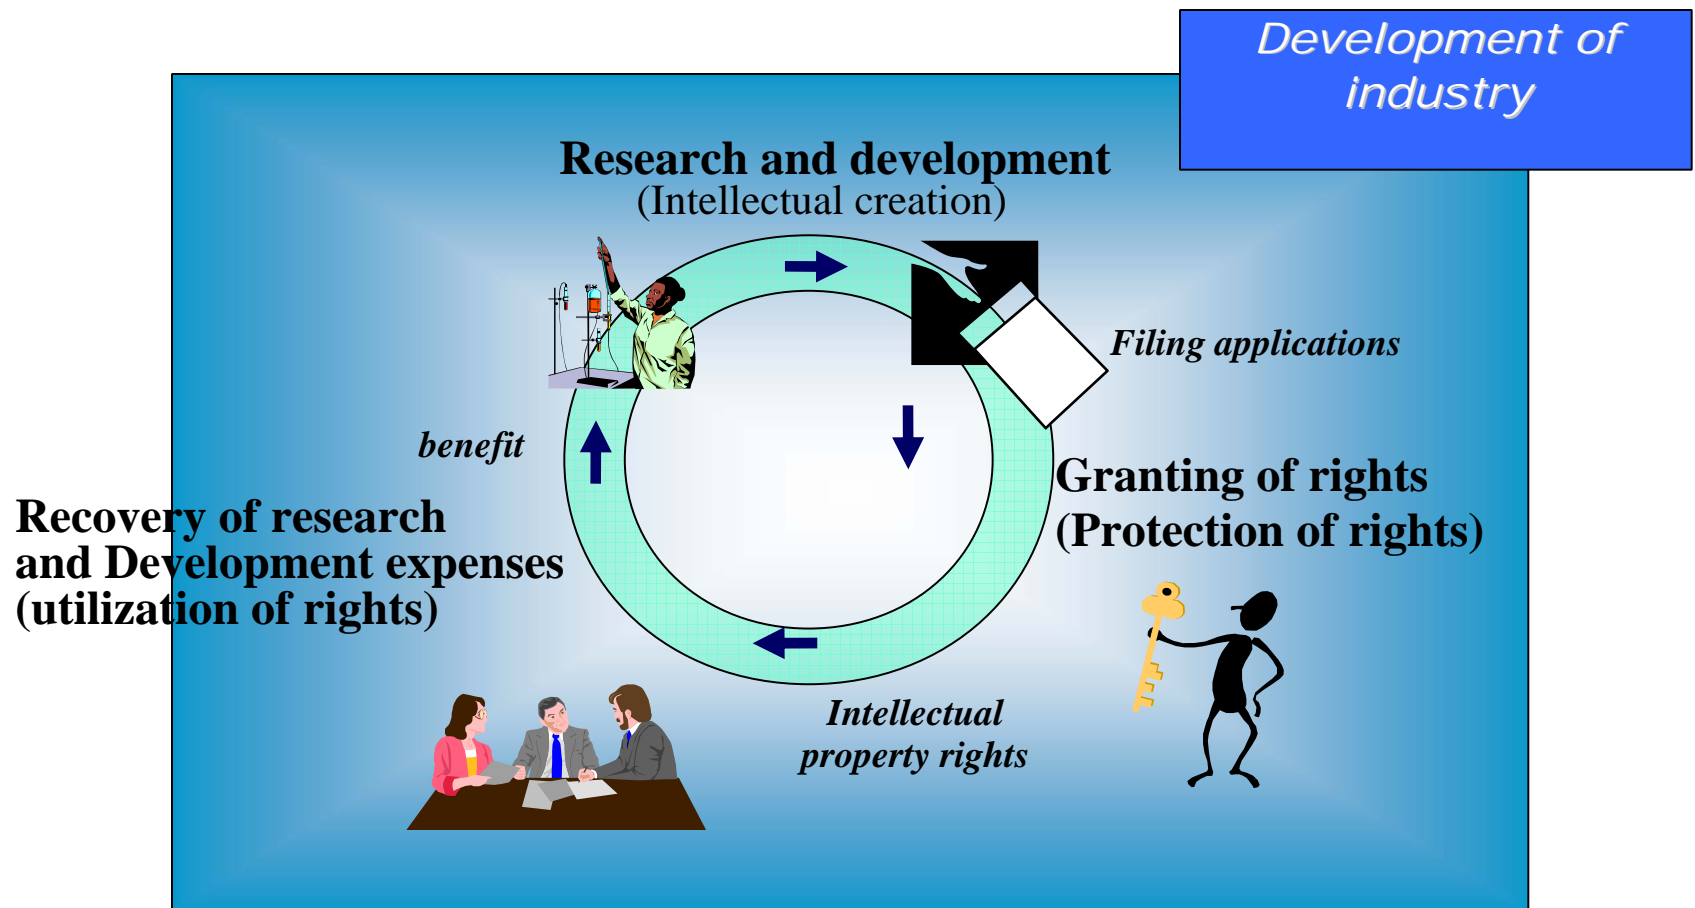 Development of
industry
Research and development
(Intellectual creation)
Filing applications
benefit
Granting of rights
(Protection of rights)
Recovery of research
and Development expenses
(utilization of rights)
Intellectual
property rights